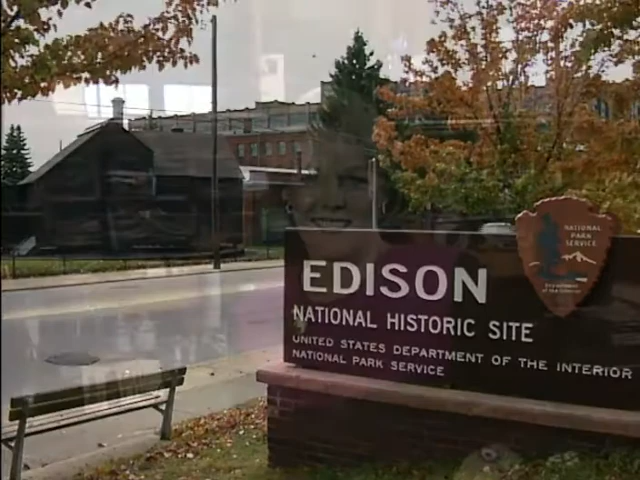 NATIONAL
PARK
SERVICE
EDISON
NATIONAL HISTORIC SITE
UNITED STATES DEPARTMENT OF THE INTERIOR
NATIONAL PARK SERVICE